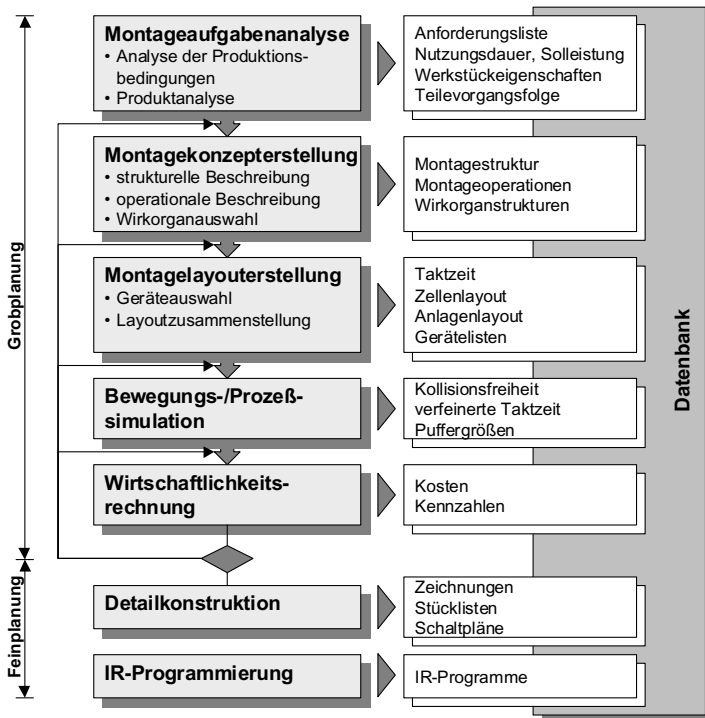 Montageaufgabenanalyse
• Analyse der Produktions-
bedingungen
• Produktanalyse
Anforderungsliste
Nutzungsdauer, Solleistung
Werkstückeigenschaften
Teilevorgangsfolge
Montagekonzepterstellung
• strukturelle Beschreibung
• operationale Beschreibung
• Wirkorganauswahl
Montagestruktur
Montageoperationen
Wirkorganstrukturen
Montagelayouterstellung
• Geräteauswahl
• Layoutzusammenstellung
Taktzeit
Zellenlayout
Anlagenlayout
Gerätelisten
Bewegungs-/Prozeß-
simulation
Kollisionsfreiheit
verfeinerte Taktzeit
Puffergrößen
Wirtschaftlichkeits-
rechnung
Kosten
Kennzahlen
Detailkonstruktion
Zeichnungen
Stücklisten
Schaltpläne
IR-Programmierung
IR-Programme
Grobplanung
Feinplanung
Datenbank